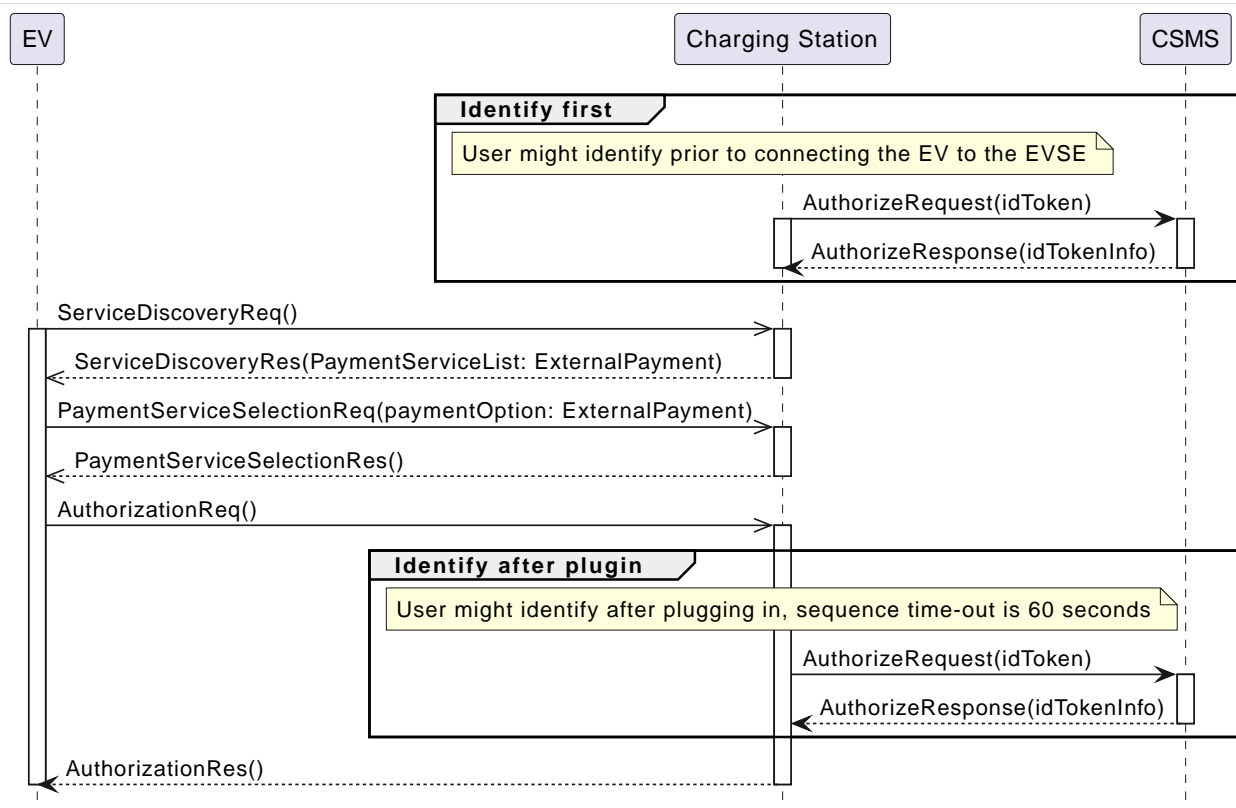 EV
Charging Station
CSMS
Identify first
User might identify prior to connecting the EV to the EVSE
AuthorizeRequest(idToken)
AuthorizeResponse(idTokenInfo)
ServiceDiscoveryReq()
ServiceDiscoveryRes(PaymentServiceList: ExternalPayment)
PaymentServiceSelectionReq(paymentOption: ExternalPayment)
PaymentServiceSelectionRes()
AuthorizationReq()
Identify after plugin
User might identify after plugging in, sequence time-out is 60 seconds
AuthorizeRequest(idToken)
AuthorizeResponse(idTokenInfo)
AuthorizationRes()